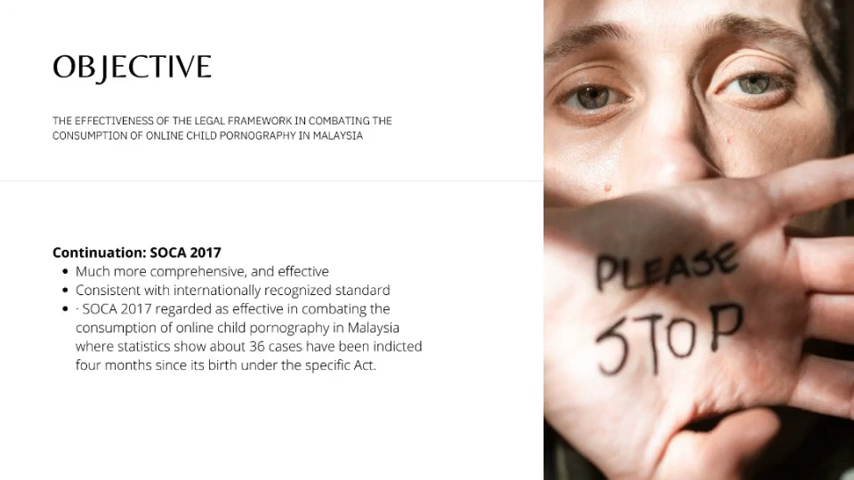 OBJECTIVE
THE EFFECTIVENESS OF THE LEGAL FRAMEWORK IN COMBATING THE
CONSUMPTION OF ONLINE CHILD PORNOGRAPHY IN MALAYSIA
Continuation: SOCA 2017
• Much more comprehensive, and effective
• Consistent with internationally recognized standard
• · SOCA 2017 regarded as effective in combating the
consumption of online child pornography in Malaysia
where statistics show about 36 cases have been indicted
four months since its birth under the specific Act.
PLEASE
STOP